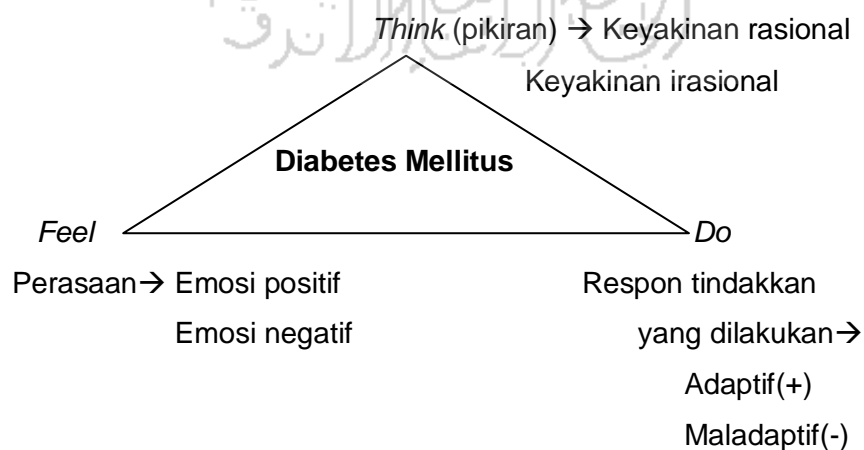 Think (pikiran) → Keyakinan rasional
Keyakinan irasional
Diabetes Mellitus
Feel
Do
Perasaan→ Emosi positif
Respon tindakkan
Emosi negatif
yang dilakukan→
Adaptif(+)
Maladaptif(-)